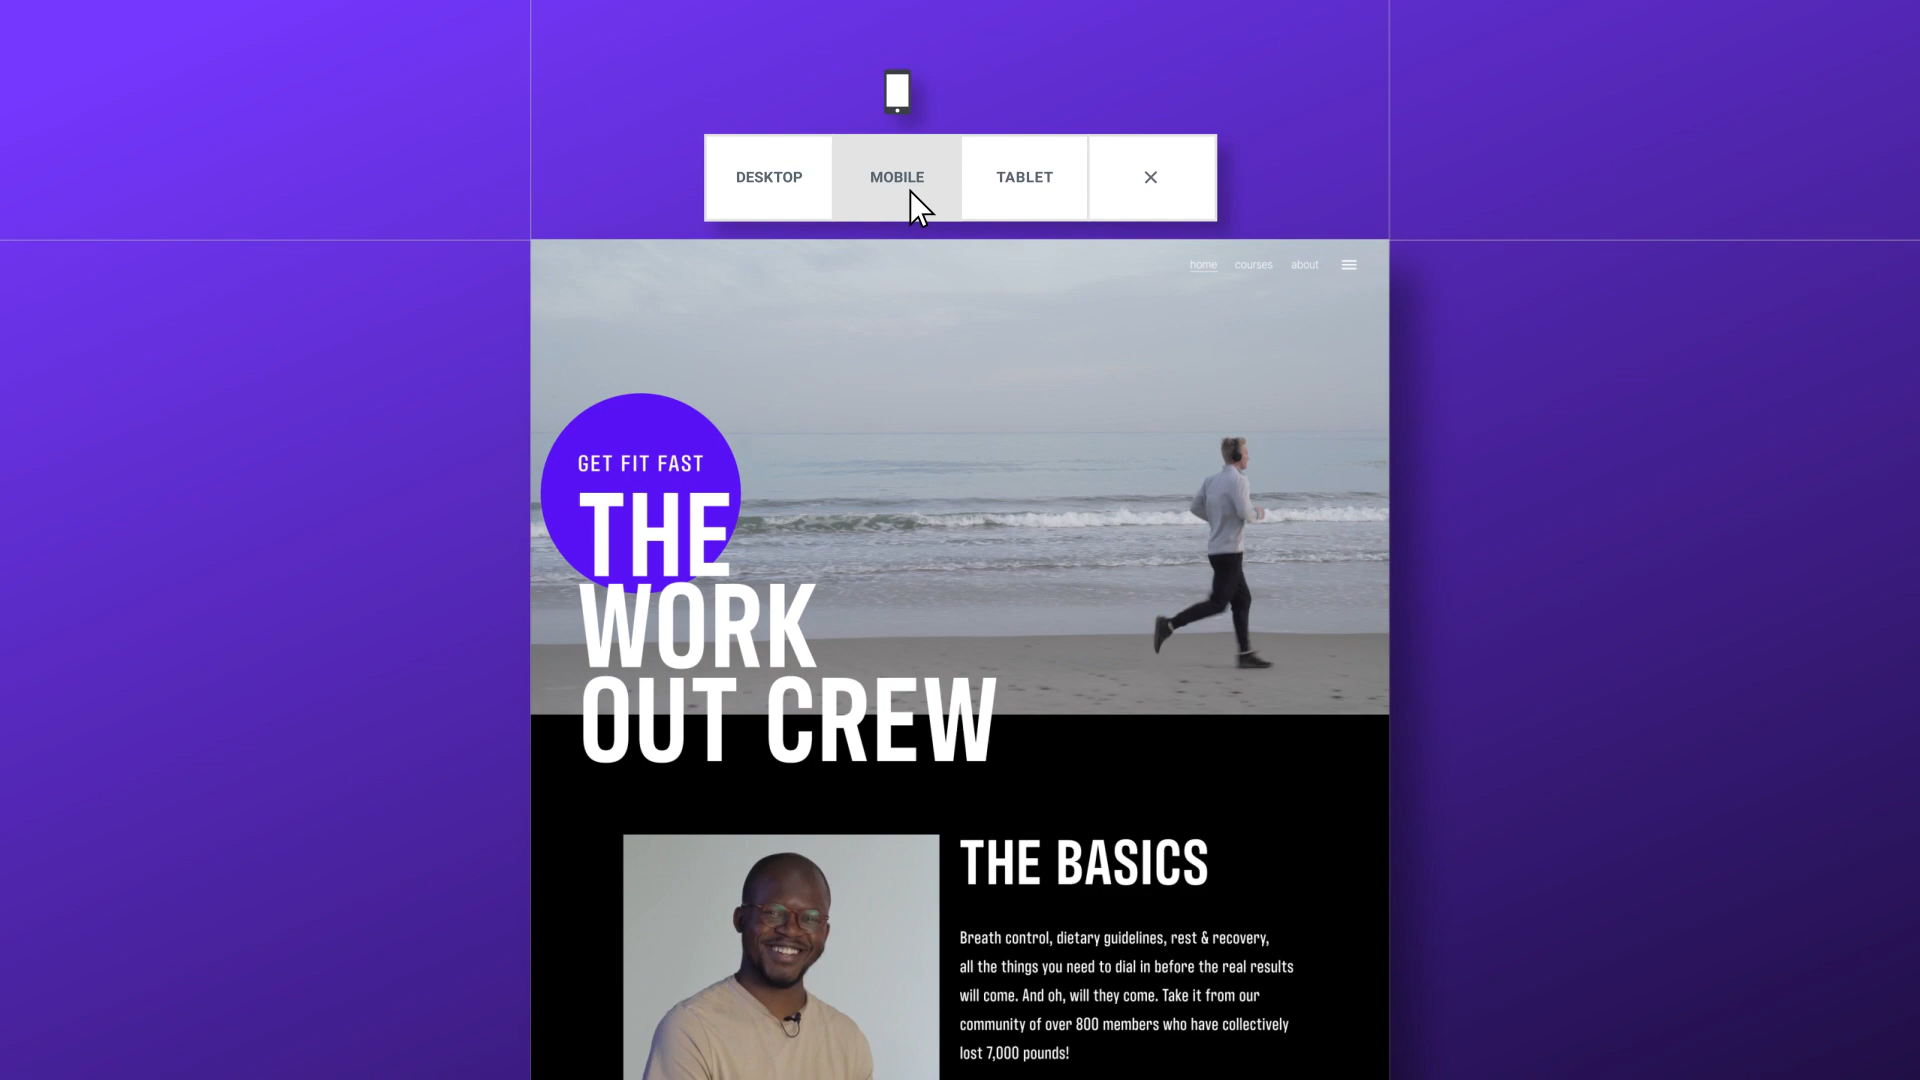 DESKTOP MOBILE TABLET
home courses about
GET FIT FAST
THE
WORK
OUT CREW
THE BASICS
Breath control, dietary guidelines, rest & recovery,
all the things you need to dial in before the real results
will come. And oh, will they come. Take it from our
community of over 800 members who have collectively
lost 7,000 pounds!